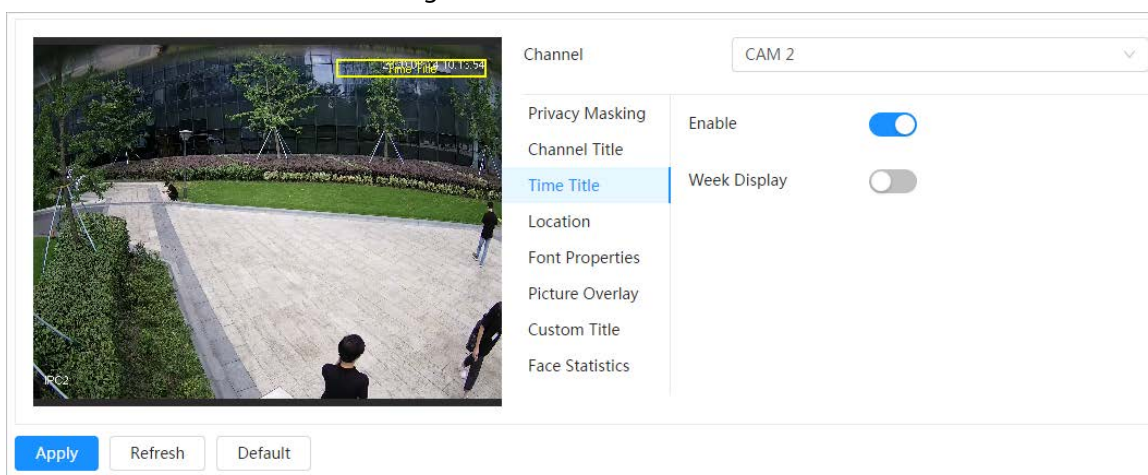 Channel
CAM 2
Time Title
Privacy Masking
Enable
Channel Title
Time Title
Week Display
Location
Font Properties
Picture Overlay
Custom Title
Face Statistics
IPC2
Apply
Refresh
Default